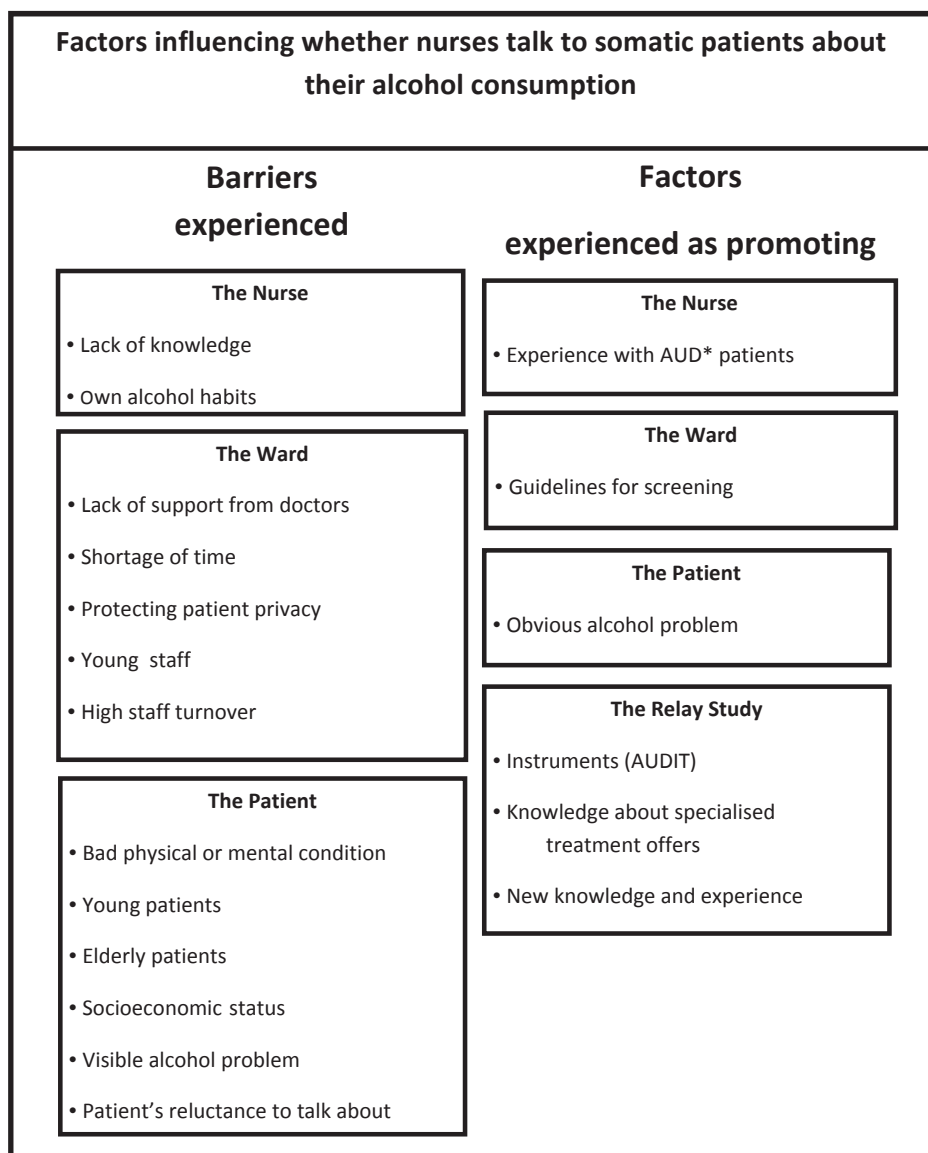 Factors influencing whether nurses talk to somatic patients about
their alcohol consumption
Barriers
experienced
The Nurse
• Lack of knowledge
• Own alcohol habits
The Ward
• Lack of support from doctors
• Shortage of time
• Protecting patient privacy
• Young staff
• High staff turnover
The Patient
• Bad physical or mental condition
• Young patients
• Elderly patients
• Socioeconomic status
• Visible alcohol problem
• Patient's reluctance to talk about
Factors
experienced as promoting
The Nurse
• Experience with AUD* patients
The Ward
• Guidelines for screening
The Patient
• Obvious alcohol problem
The Relay Study
• Instruments (AUDIT)
• Knowledge about specialised
treatment offers
• New knowledge and experience